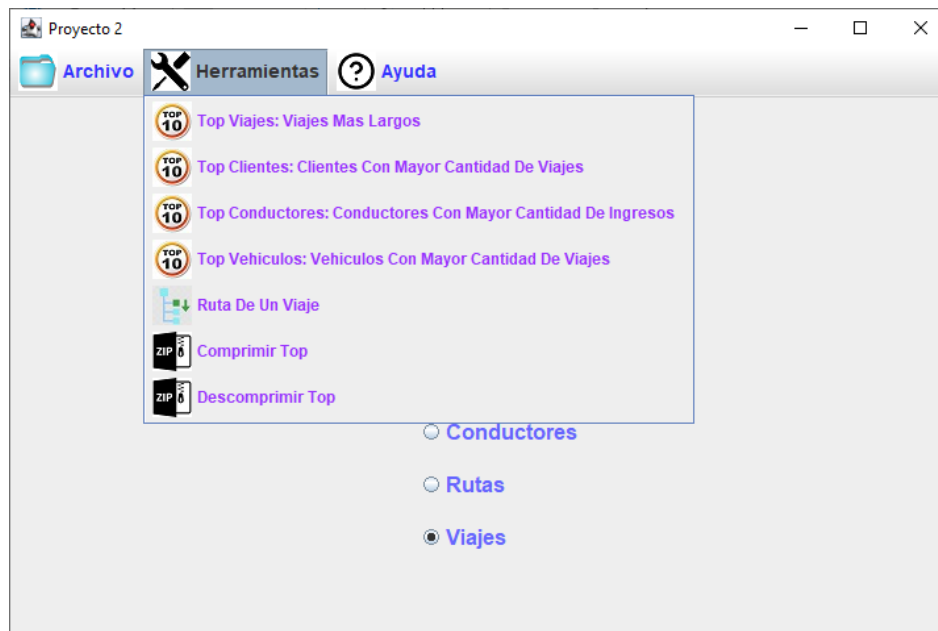 Proyecto 2
Archivo Herramientas ? Ayuda
TOP 10 Top Viajes: Viajes Mas Largos
TOP 10 Top Clientes: Clientes Con Mayor Cantidad De Viajes
TOP 10 Top Conductores: Conductores Con Mayor Cantidad De Ingresos
TOP 10 Top Vehiculos: Vehiculos Con Mayor Cantidad De Viajes
Ruta De Un Viaje
ZIP Comprimir Top
ZIP Descomprimir Top
Conductores
Rutas
Viajes